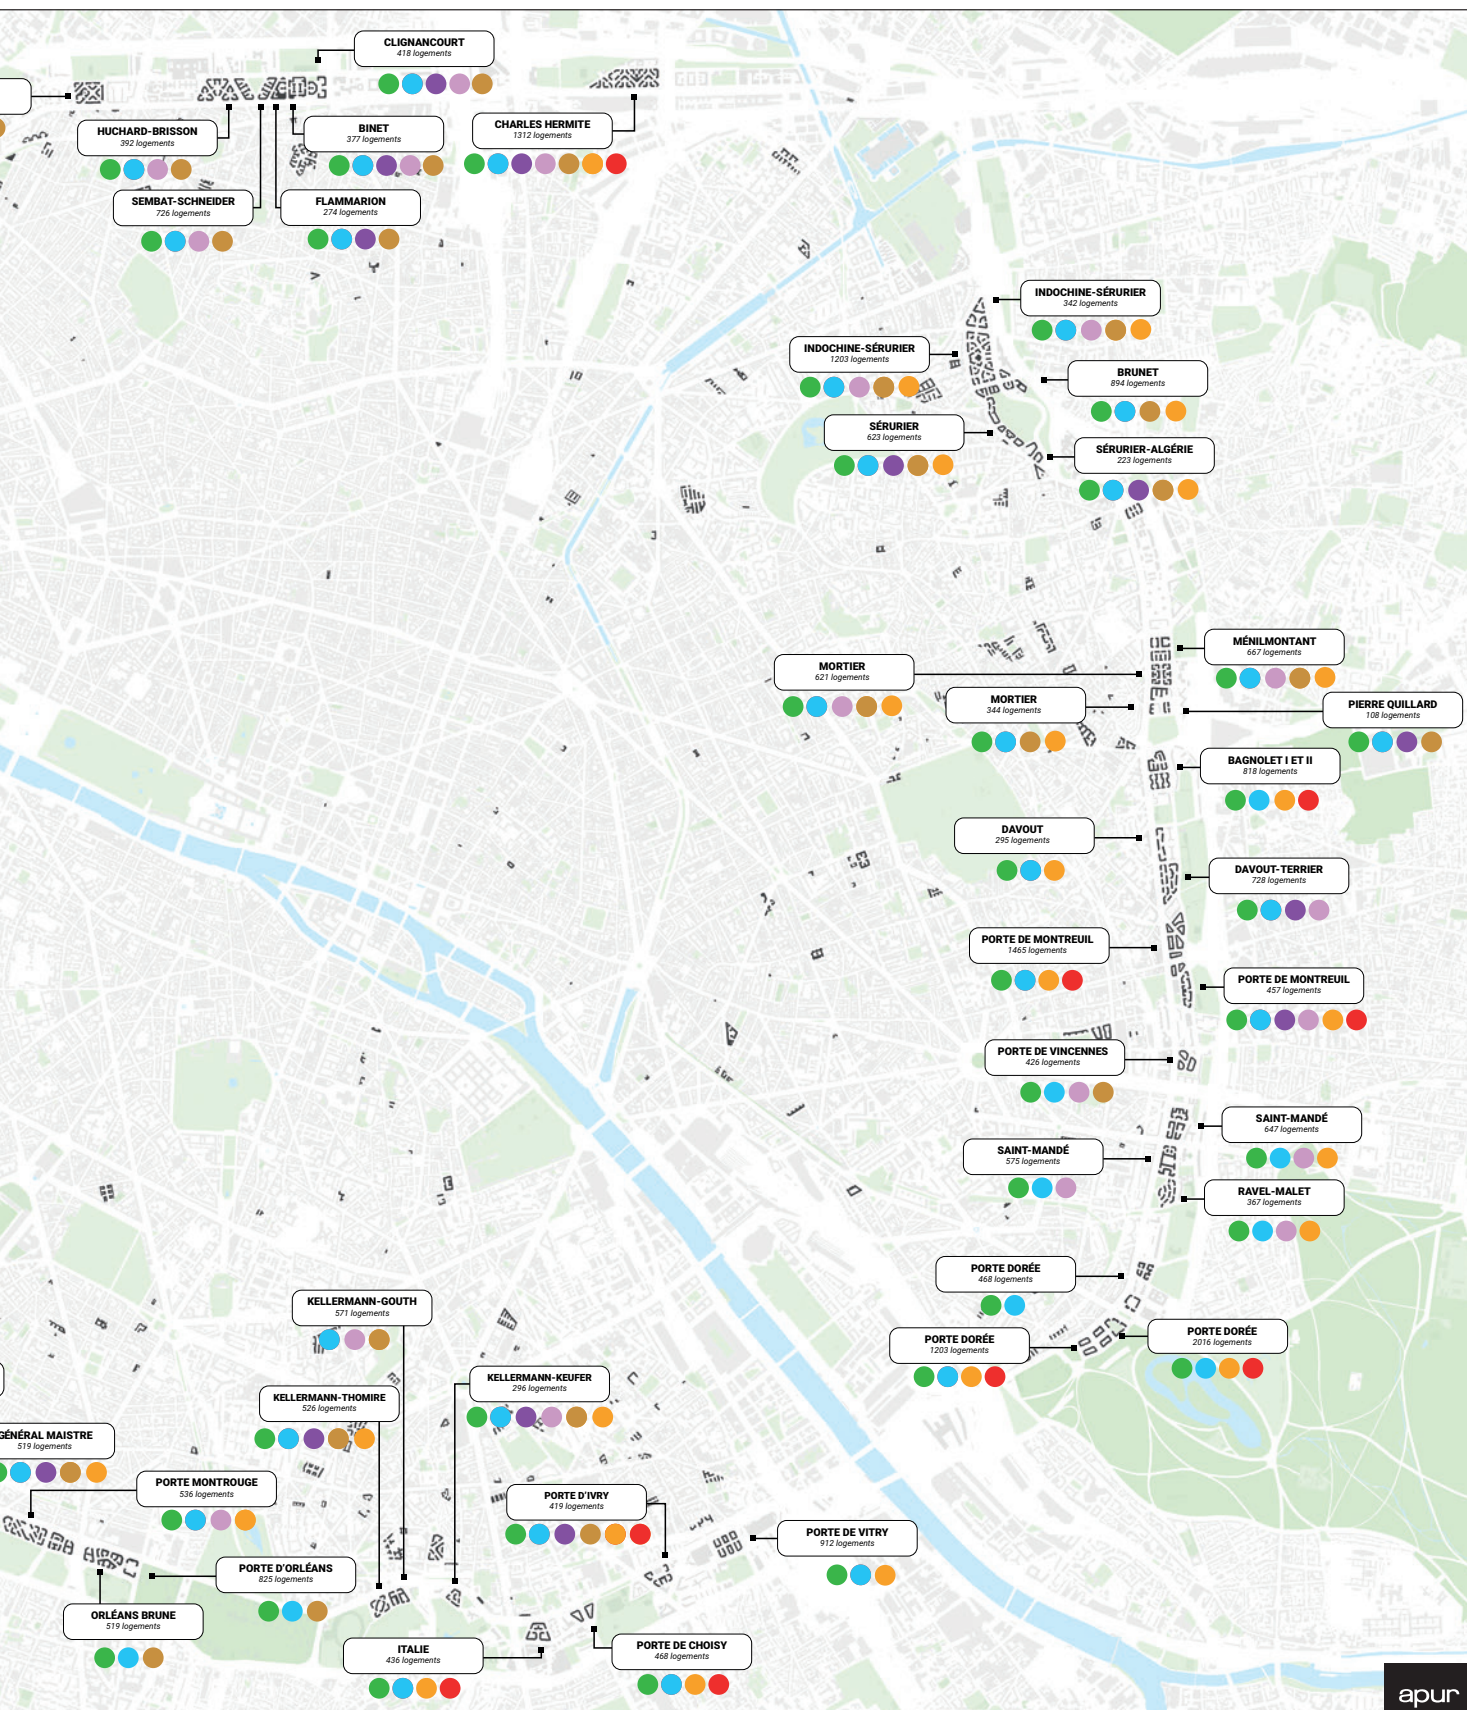 CLIGNANCOURT
418 logements
HUCHARD-BRISSON
392 logements
BINET
377 logements
CHARLES HERMITE
1312 logements
SEMBAT-SCHNEIDER
726 logements
FLAMMARION
274 logements
INDOCHINE-SÉRURIER
342 logements
INDOCHINE-SÉRURIER
1203 logements
BRUNET
894 logements
SÉRURIER
623 logements
SÉRURIER-ALGÉRIE
223 logements
MÉNILMONTANT
667 logements
MORTIER
621 logements
MORTIER
344 logements
PIERRE QUILLARD
108 logements
BAGNOLET I ET II
818 logements
DAVOUT
295 logements
DAVOUT-TERRIER
728 logements
PORTE DE MONTREUIL
1465 logements
PORTE DE MONTREUIL
457 logements
PORTE DE VINCENNES
426 logements
SAINT-MANDÉ
647 logements
SAINT-MANDÉ
575 logements
RAVEL-MALET
367 logements
PORTE DORÉE
468 logements
PORTE DORÉE
1203 logements
PORTE DORÉE
2016 logements
KELLERMANN-GOUTH
571 logements
KELLERMANN-KEUFER
296 logements
KELLERMANN-THOMIRE
526 logements
GÉNÉRAL MAISTRE
519 logements
PORTE MONTROUGE
536 logements
PORTE D'IVRY
419 logements
PORTE DE VITRY
912 logements
PORTE D'ORLÉANS
825 logements
ORLÉANS BRUNE
519 logements
ITALIE
436 logements
PORTE DE CHOISY
468 logements
apur